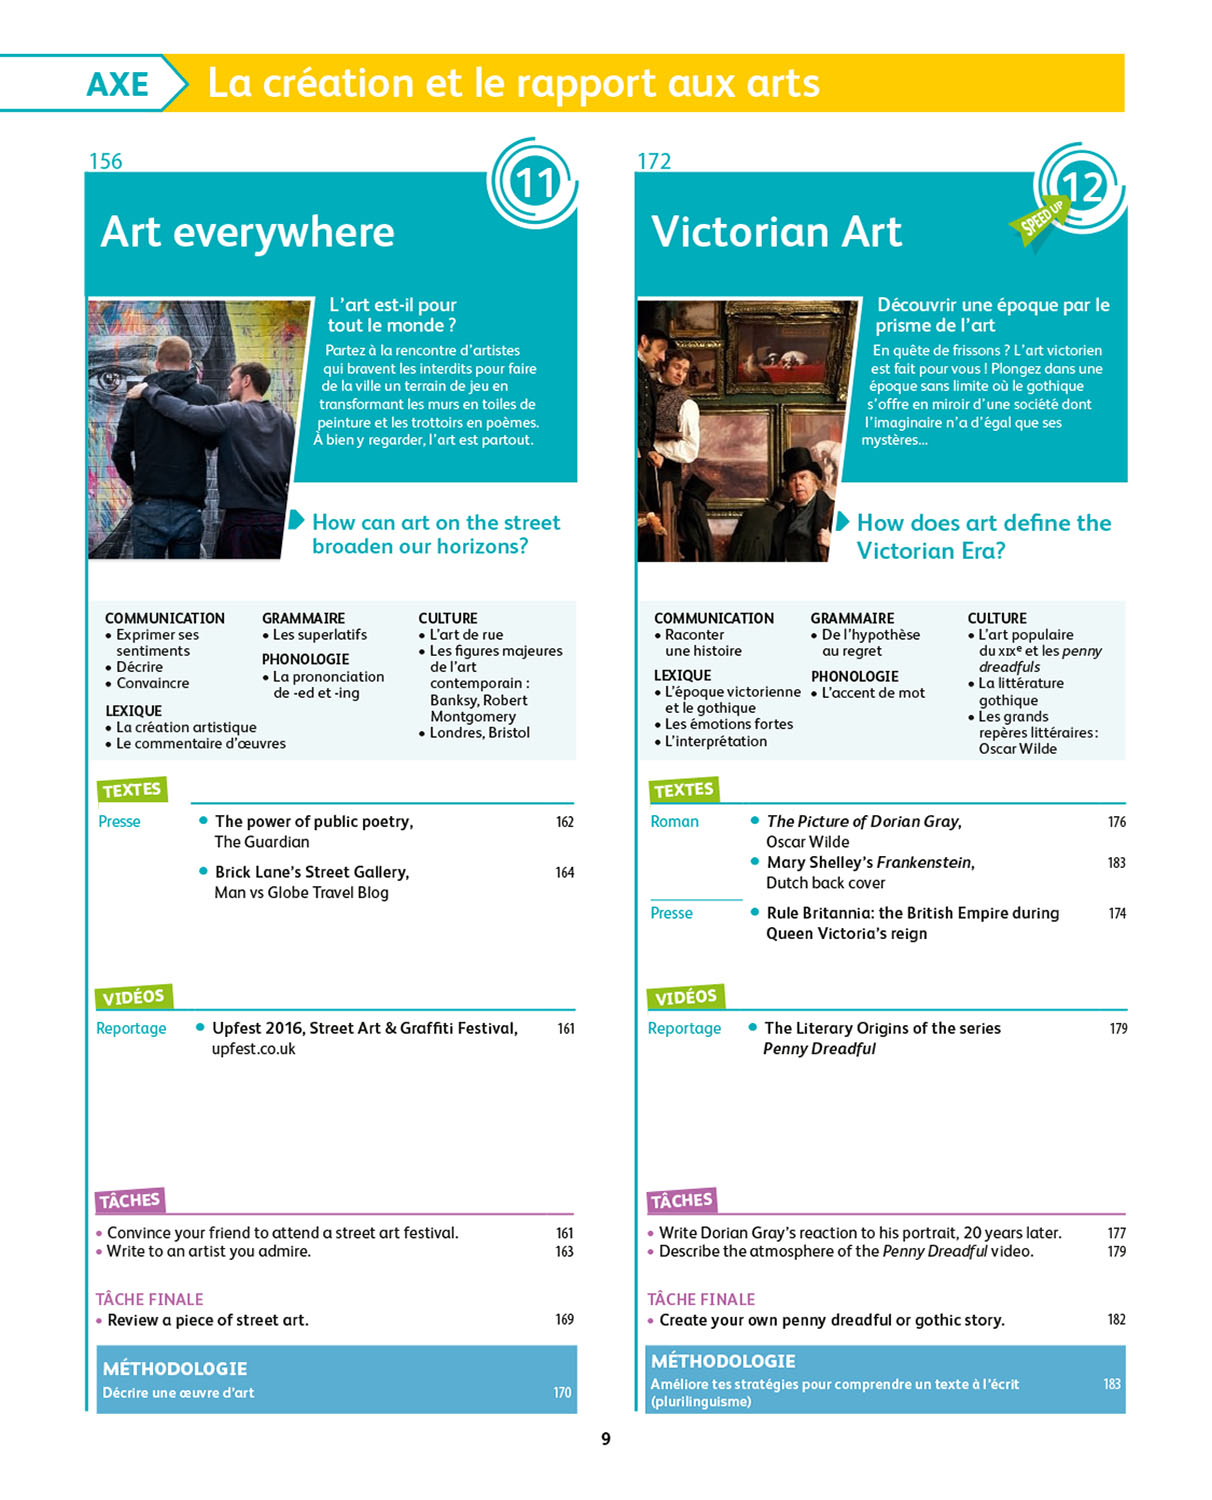 AXE
La création et le rapport aux arts
156
11
Art everywhere
L'art est-il pour
tout le monde ?
Partez à la rencontre d'artistes
qui bravent les interdits pour faire
de la ville un terrain de jeu en
transformant les murs en toiles de
peinture et les trottoirs en poèmes.
À bien y regarder, l'art est partout.
How can art on the street
broaden our horizons?
COMMUNICATION
• Exprimer ses
sentiments
• Décrire
• Convaincre
LEXIQUE
• La création artistique
• Le commentaire d'œuvres
GRAMMAIRE
• Les superlatifs
PHONOLOGIE
• La prononciation
de -ed et -ing
CULTURE
• L'art de rue
• Les figures majeures
de l'art
contemporain :
Banksy, Robert
Montgomery
• Londres, Bristol
TEXTES
Presse
• The power of public poetry, 162
The Guardian
• Brick Lane's Street Gallery, 164
Man vs Globe Travel Blog
VIDÉOS
Reportage
• Upfest 2016, Street Art & Graffiti Festival, 161
upfest.co.uk
TÂCHES
• Convince your friend to attend a street art festival. 161
• Write to an artist you admire. 163
TÂCHE FINALE
• Review a piece of street art. 169
MÉTHODOLOGIE
Décrire une œuvre d'art 170
172
12
SPEED UP
Victorian Art
Découvrir une époque par le
prisme de l'art
En quête de frissons ? L'art victorien
est fait pour vous ! Plongez dans une
époque sans limite où le gothique
s'offre en miroir d'une société dont
l'imaginaire n'a d'égal que ses
mystères...
How does art define the
Victorian Era?
COMMUNICATION
• Raconter
une histoire
LEXIQUE
• L'époque victorienne
et le gothique
• Les émotions fortes
• L'interprétation
GRAMMAIRE
• De l'hypothèse
au regret
PHONOLOGIE
• L'accent de mot
CULTURE
• L'art populaire
du XIXe et les penny
dreadfuls
• La littérature
gothique
• Les grands
repères littéraires :
Oscar Wilde
TEXTES
Roman
• The Picture of Dorian Gray, 176
Oscar Wilde
• Mary Shelley's Frankenstein, 183
Dutch back cover
Presse
• Rule Britannia: the British Empire during 174
Queen Victoria's reign
VIDÉOS
Reportage
• The Literary Origins of the series 179
Penny Dreadful
TÂCHES
• Write Dorian Gray's reaction to his portrait, 20 years later. 177
• Describe the atmosphere of the Penny Dreadful video. 179
TÂCHE FINALE
• Create your own penny dreadful or gothic story. 182
MÉTHODOLOGIE
Améliore tes stratégies pour comprendre un texte à l'écrit 183
(plurilinguisme)
9